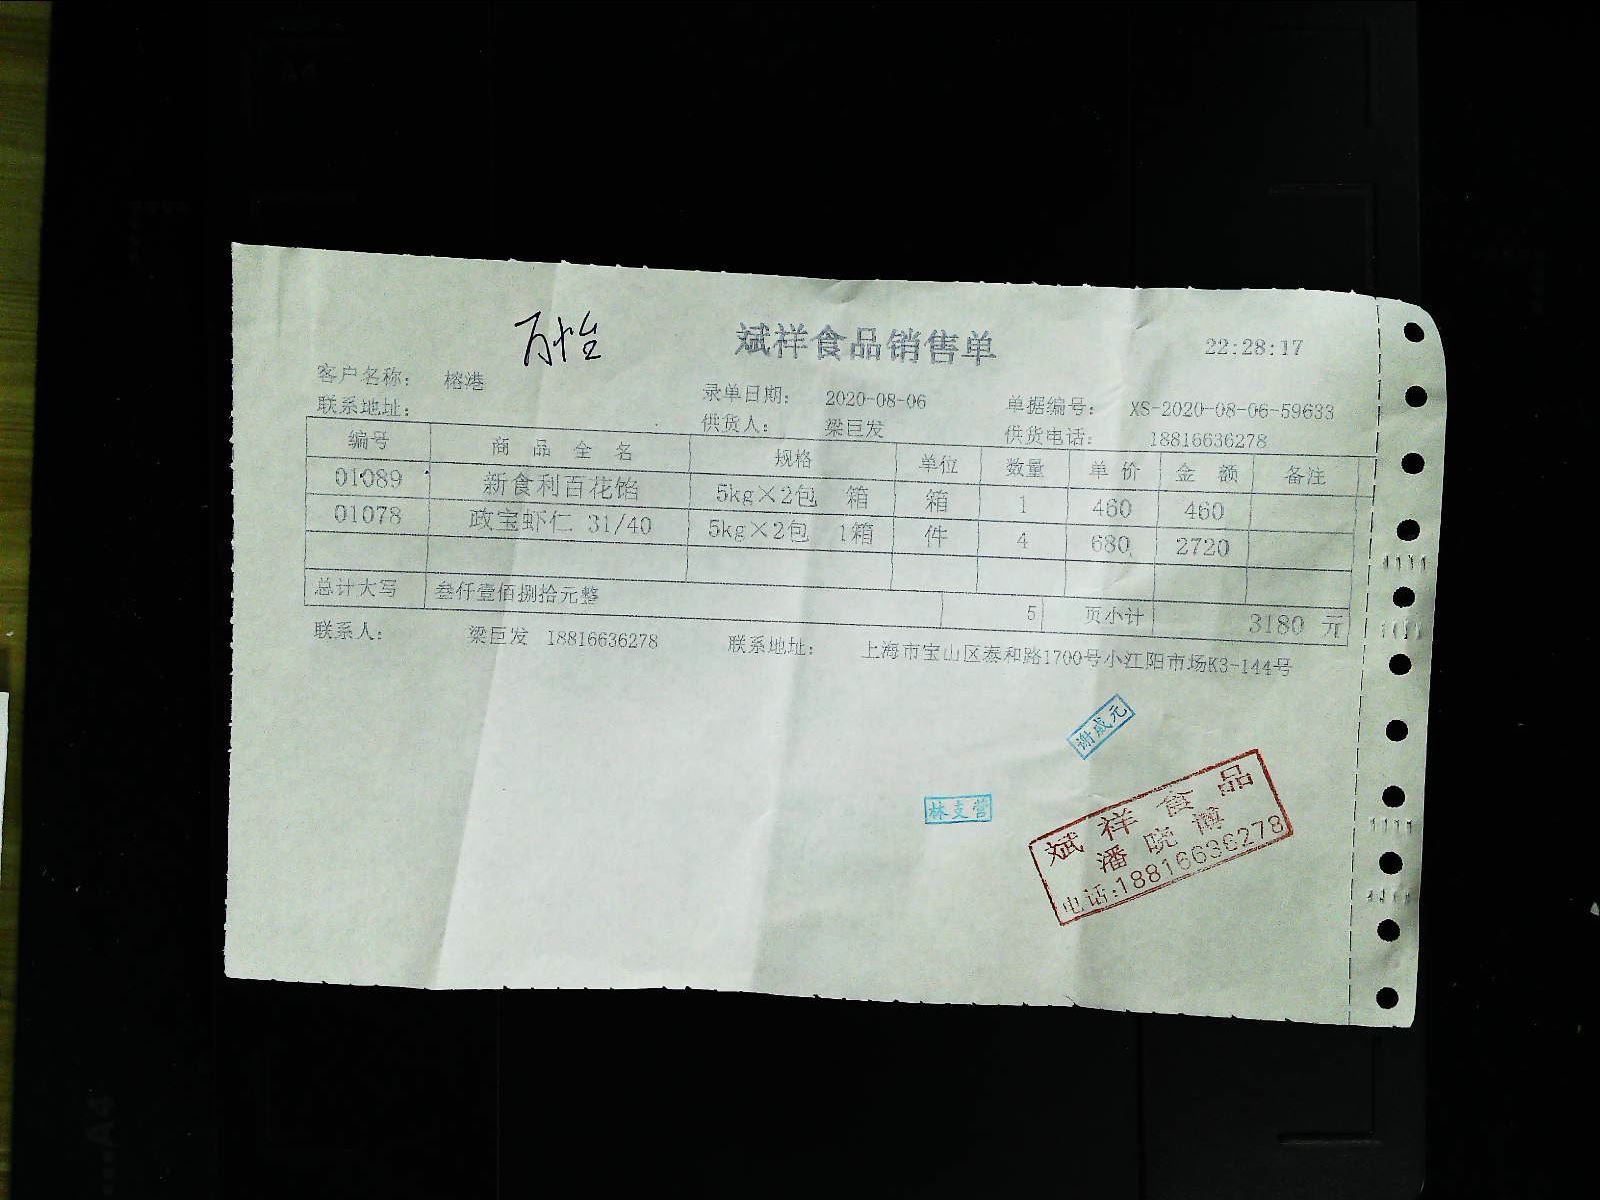 万怡
斌祥食品销售单
22:28:17
客户名称： 榕港
录单日期： 2020-08-06
单据编号： XS-2020-08-06-59633
联系地址：
供货人： 梁巨发
供货电话： 18816636278
编号 商品全名 规格 单位 数量 单价 金额 备注
01089 新食利百花馅 5kg×2包 箱 箱 1 460 460
01078 政宝虾仁 31/40 5kg×2包 1箱 件 4 680 2720
总计大写 叁仟壹佰捌拾元整 5 页小计 3180 元
联系人： 梁巨发 18816636278 联系地址： 上海市宝山区泰和路1700号小江阳市场K3-144号
谢成元
林支营
斌祥食品
潘晓博
电话:18816636278